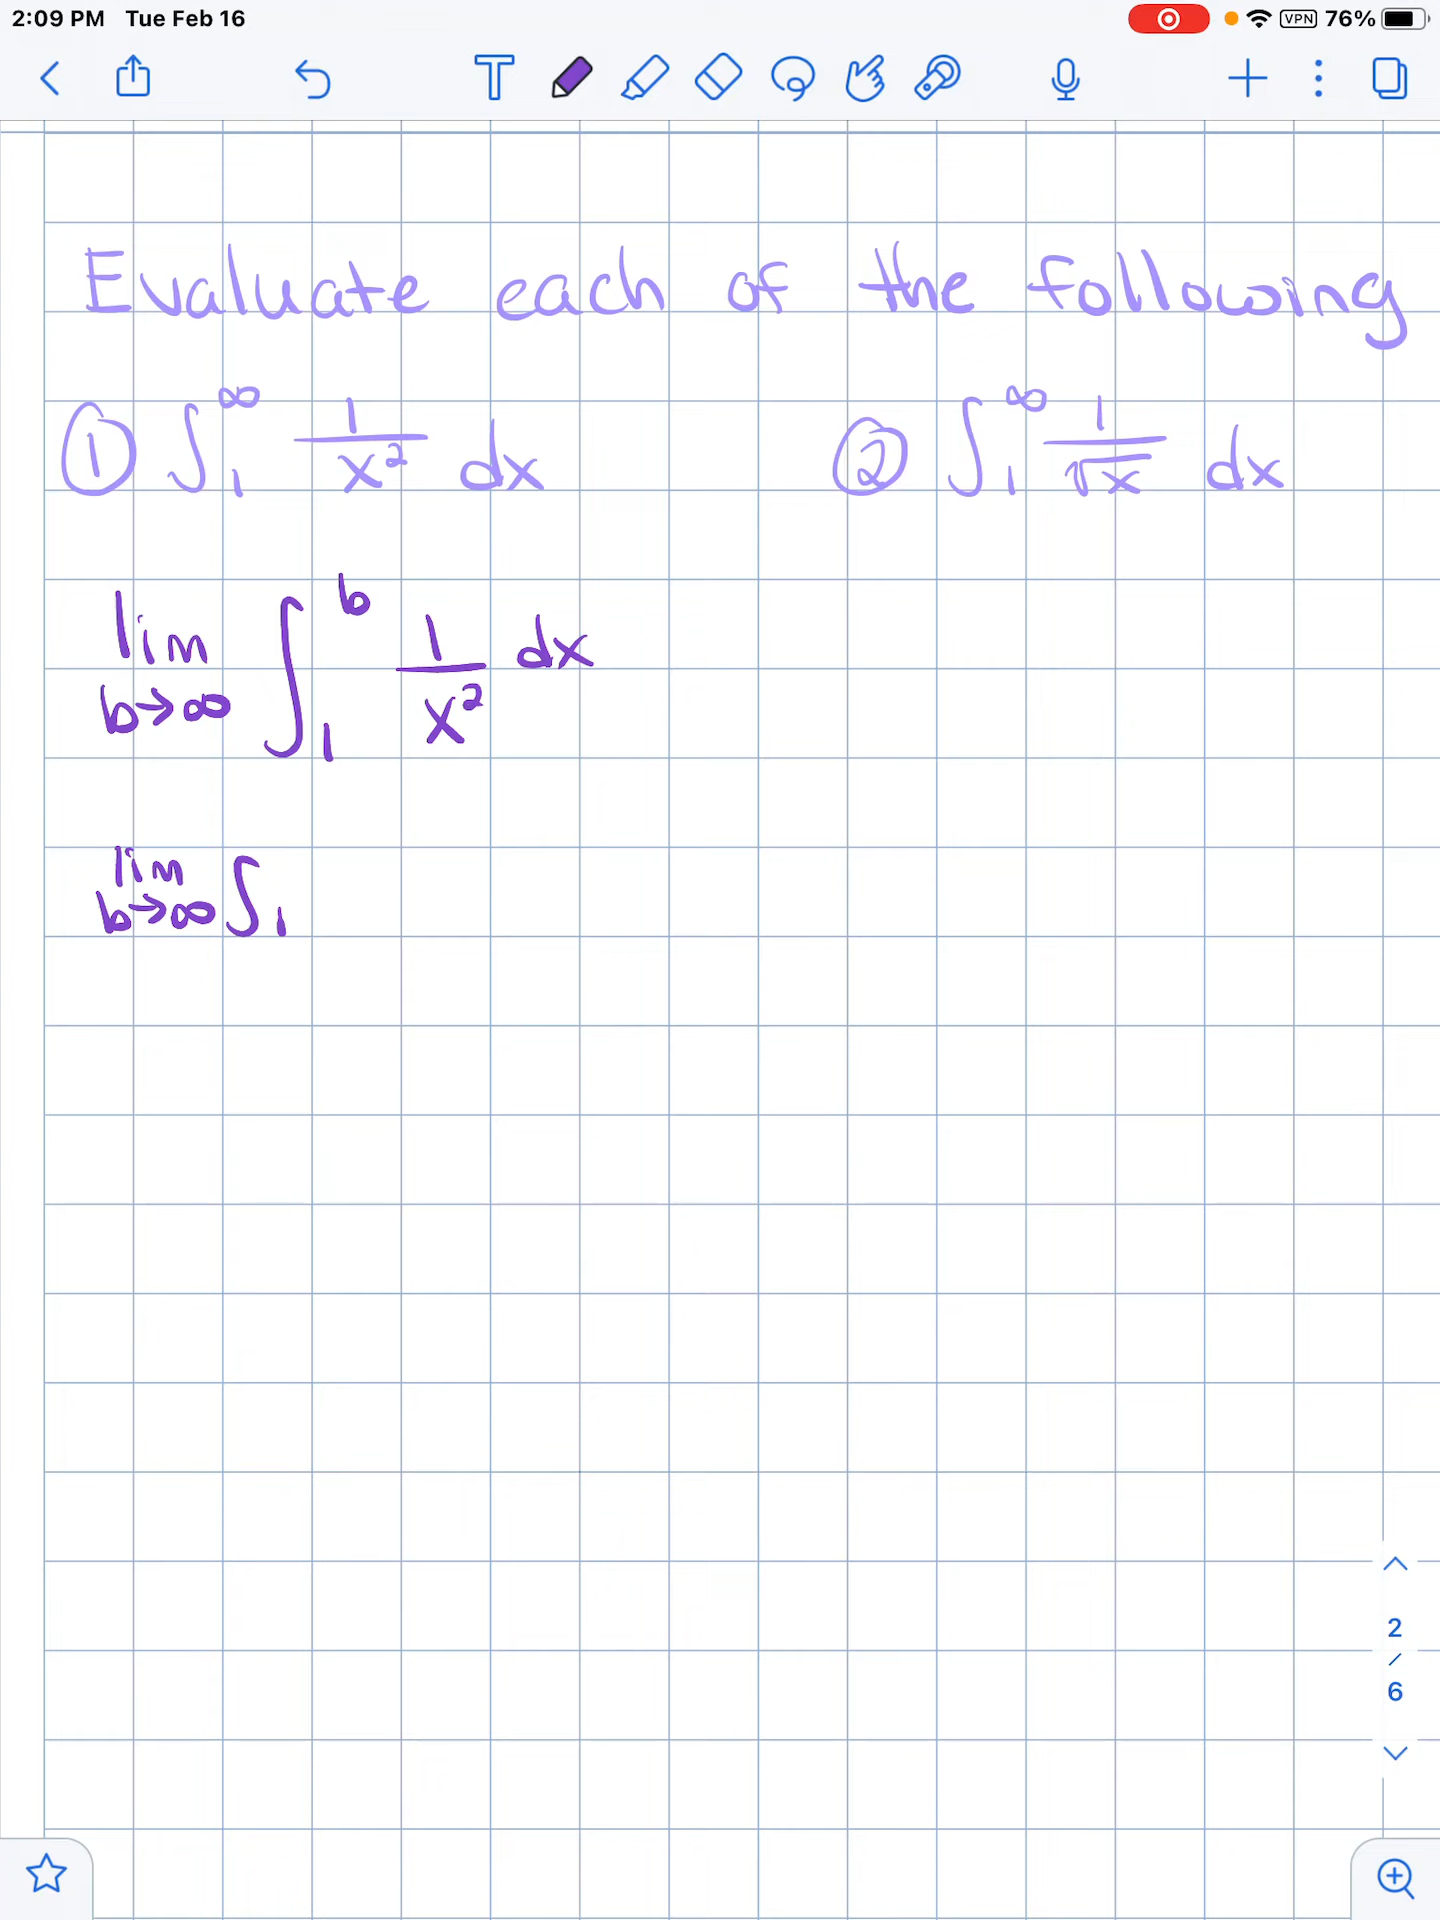 2:09 PM Tue Feb 16 VPN 76%
T
Evaluate each of the following
① ∫₁^∞ 1/x² dx ② ∫₁^∞ 1/√x dx
lim b→∞ ∫₁^b 1/x² dx
lim b→∞ ∫₁
2
/
6